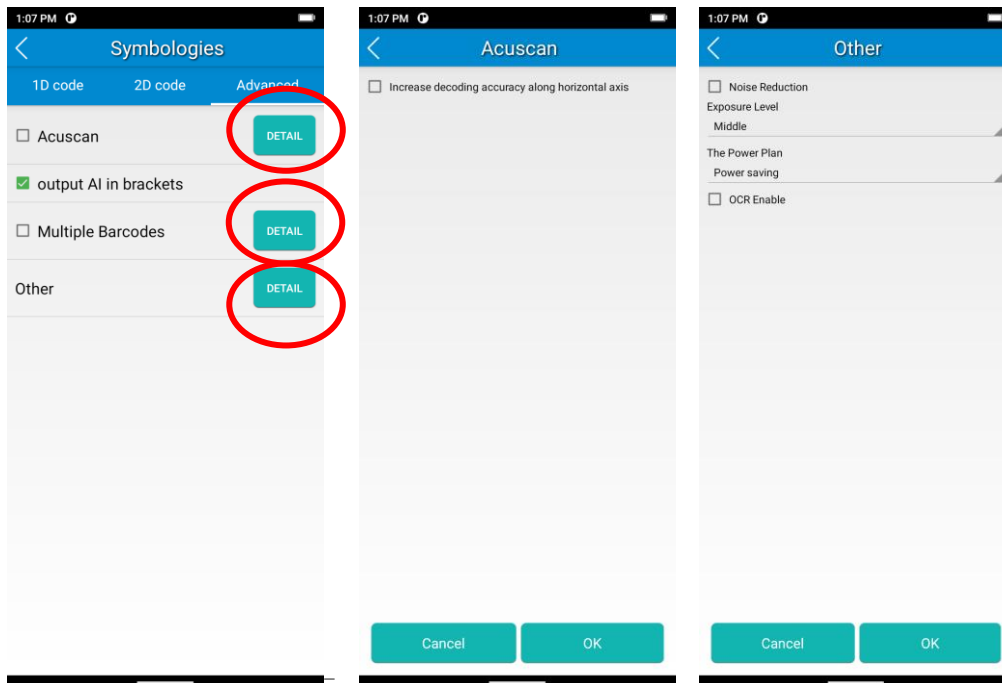 1:07 PM
Symbologies
1D code 2D code Advanced
Acuscan DETAIL
output AI in brackets
Multiple Barcodes DETAIL
Other DETAIL
1:07 PM
Acuscan
Increase decoding accuracy along horizontal axis
Cancel OK
1:07 PM
Other
Noise Reduction
Exposure Level
Middle
The Power Plan
Power saving
OCR Enable
Cancel OK